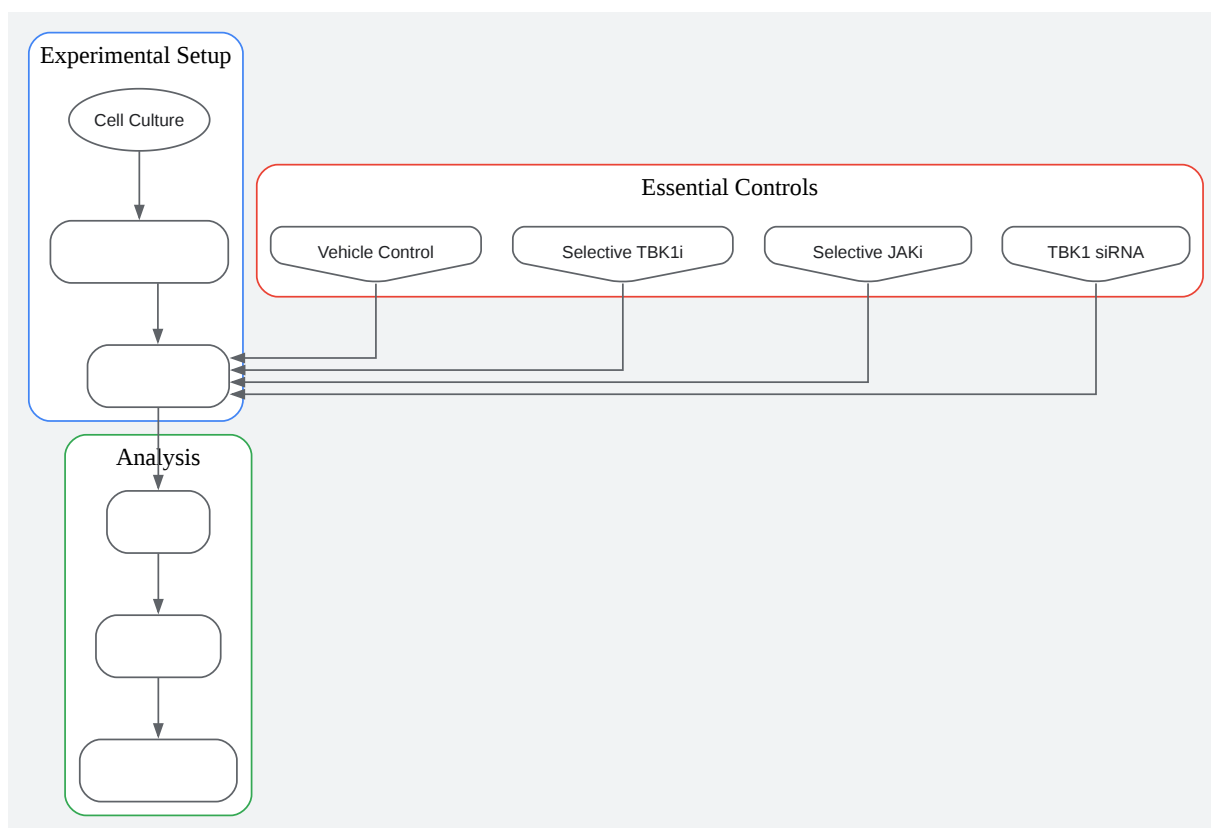 Experimental Setup
Cell Culture
Essential Controls
Vehicle Control
Selective TBK1i
Selective JAKi
TBK1 siRNA
Analysis